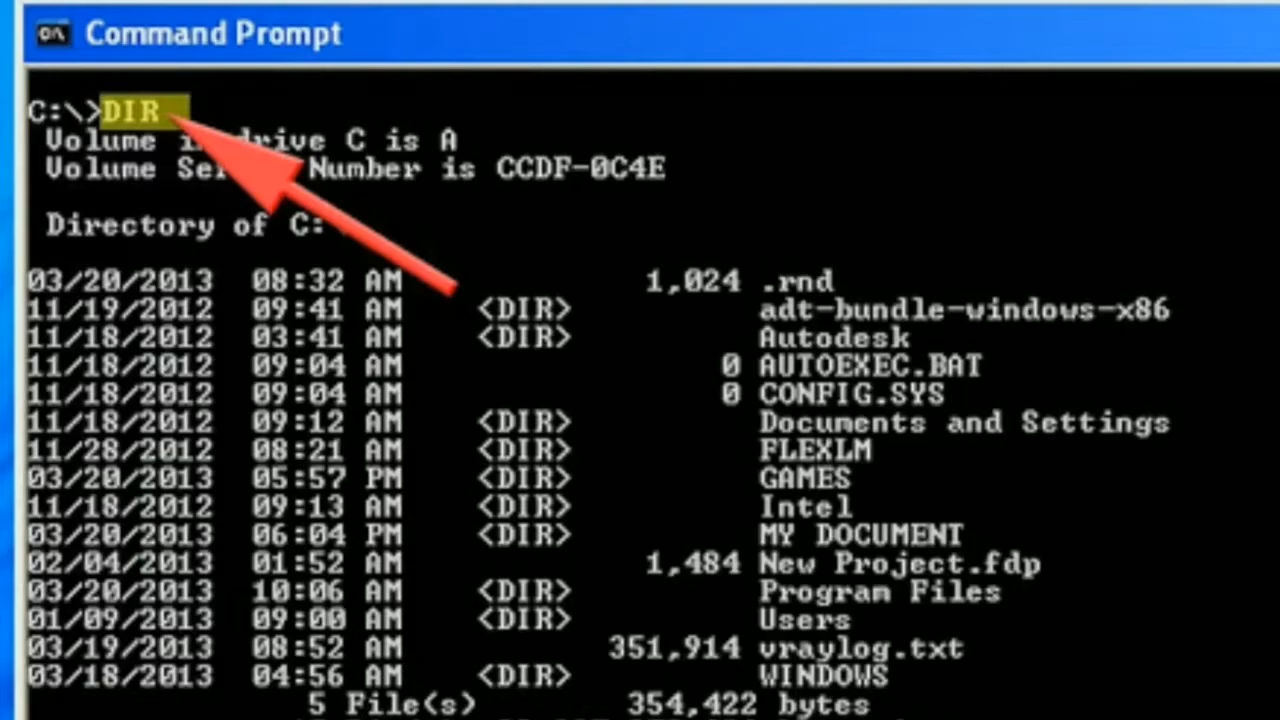 Command Prompt
C:\>DIR
Volume in drive C is A
Volume Number is CCDF-0C4E
Directory of C:
03/20/2013 08:32 AM 1,024 .rnd
11/19/2012 09:41 AM <DIR> adt-bundle-windows-x86
11/18/2012 03:41 AM <DIR> Autodesk
11/18/2012 09:04 AM 0 AUTOEXEC.BAT
11/18/2012 09:04 AM 0 CONFIG.SYS
11/18/2012 09:12 AM <DIR> Documents and Settings
11/28/2012 08:21 AM <DIR> FLEXLM
03/20/2013 05:57 PM <DIR> GAMES
11/18/2012 09:13 AM <DIR> Intel
03/20/2013 06:04 PM <DIR> MY DOCUMENT
02/04/2013 01:52 AM 1,484 New Project.fdp
03/20/2013 10:06 AM <DIR> Program Files
01/09/2013 09:00 AM <DIR> Users
03/19/2013 08:52 AM 351,914 vraylog.txt
03/18/2013 04:56 AM <DIR> WINDOWS
5 File(s) 354,422 bytes